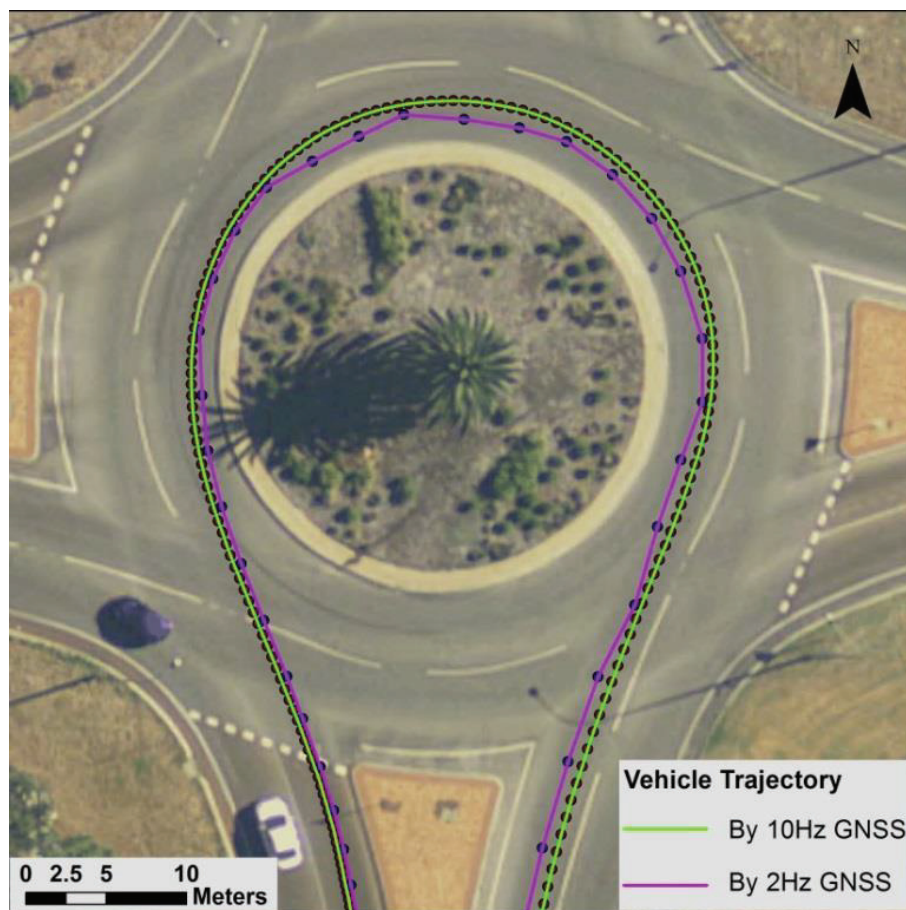 N
Vehicle Trajectory
By 10Hz GNSS
By 2Hz GNSS
0 2.5 5 10
Meters